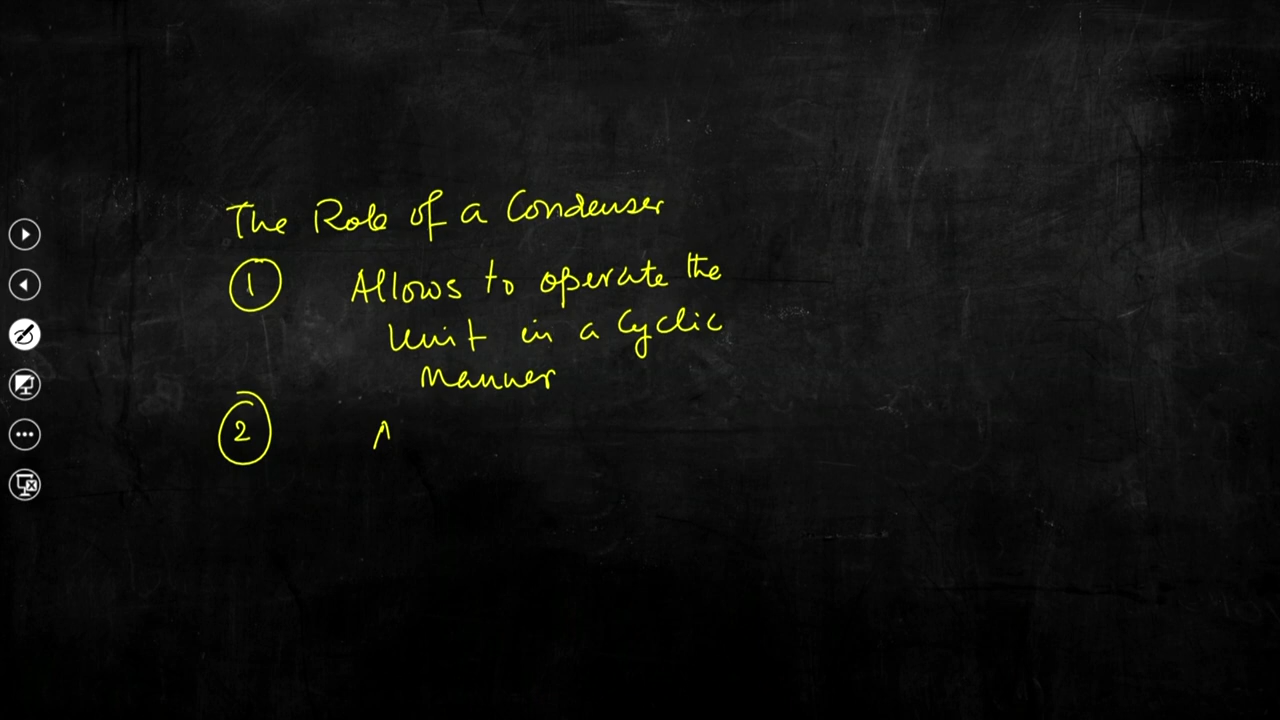 The Role of a Condenser
1 Allows to operate the
Unit in a Cyclic
Manner
2